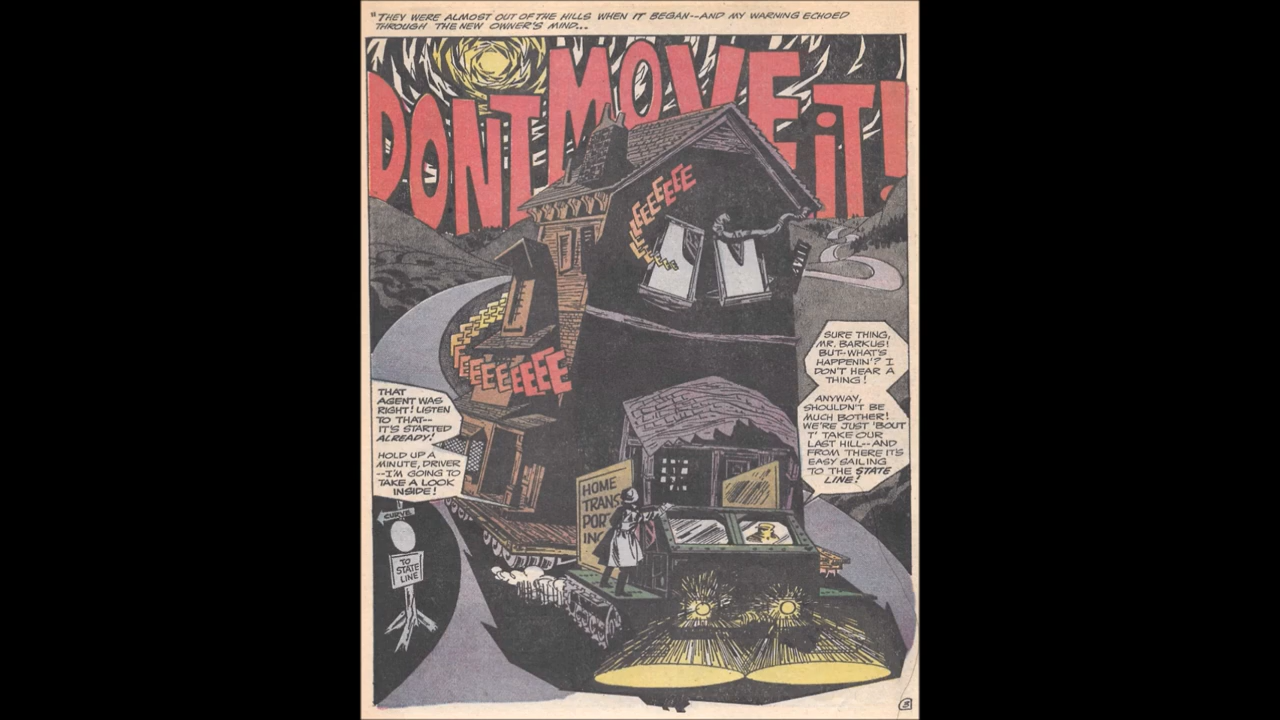 "THEY WERE ALMOST OUT OF THE HILLS WHEN IT BEGAN--AND MY WARNING ECHOED
THROUGH THE NEW OWNER'S MIND...
DON'T MOVE IT!
EEEEEEE
EEEEEEEE
THAT
AGENT WAS
RIGHT! LISTEN
TO THAT--
IT'S STARTED
ALREADY!
HOLD UP A
MINUTE, DRIVER
--I'M GOING TO
TAKE A LOOK
INSIDE!
SURE THING,
MR. BARKUS!
BUT--WHAT'S
HAPPENIN'? I
DON'T HEAR A
THING!
ANYWAY,
SHOULDN'T BE
MUCH BOTHER!
WE'RE JUST 'BOUT
T' TAKE OUR
LAST HILL--AND
FROM THERE IT'S
EASY SAILING
TO THE STATE
LINE!
HOME
TRANS
POR
INC
CURVE
TO
STATE
LINE
3